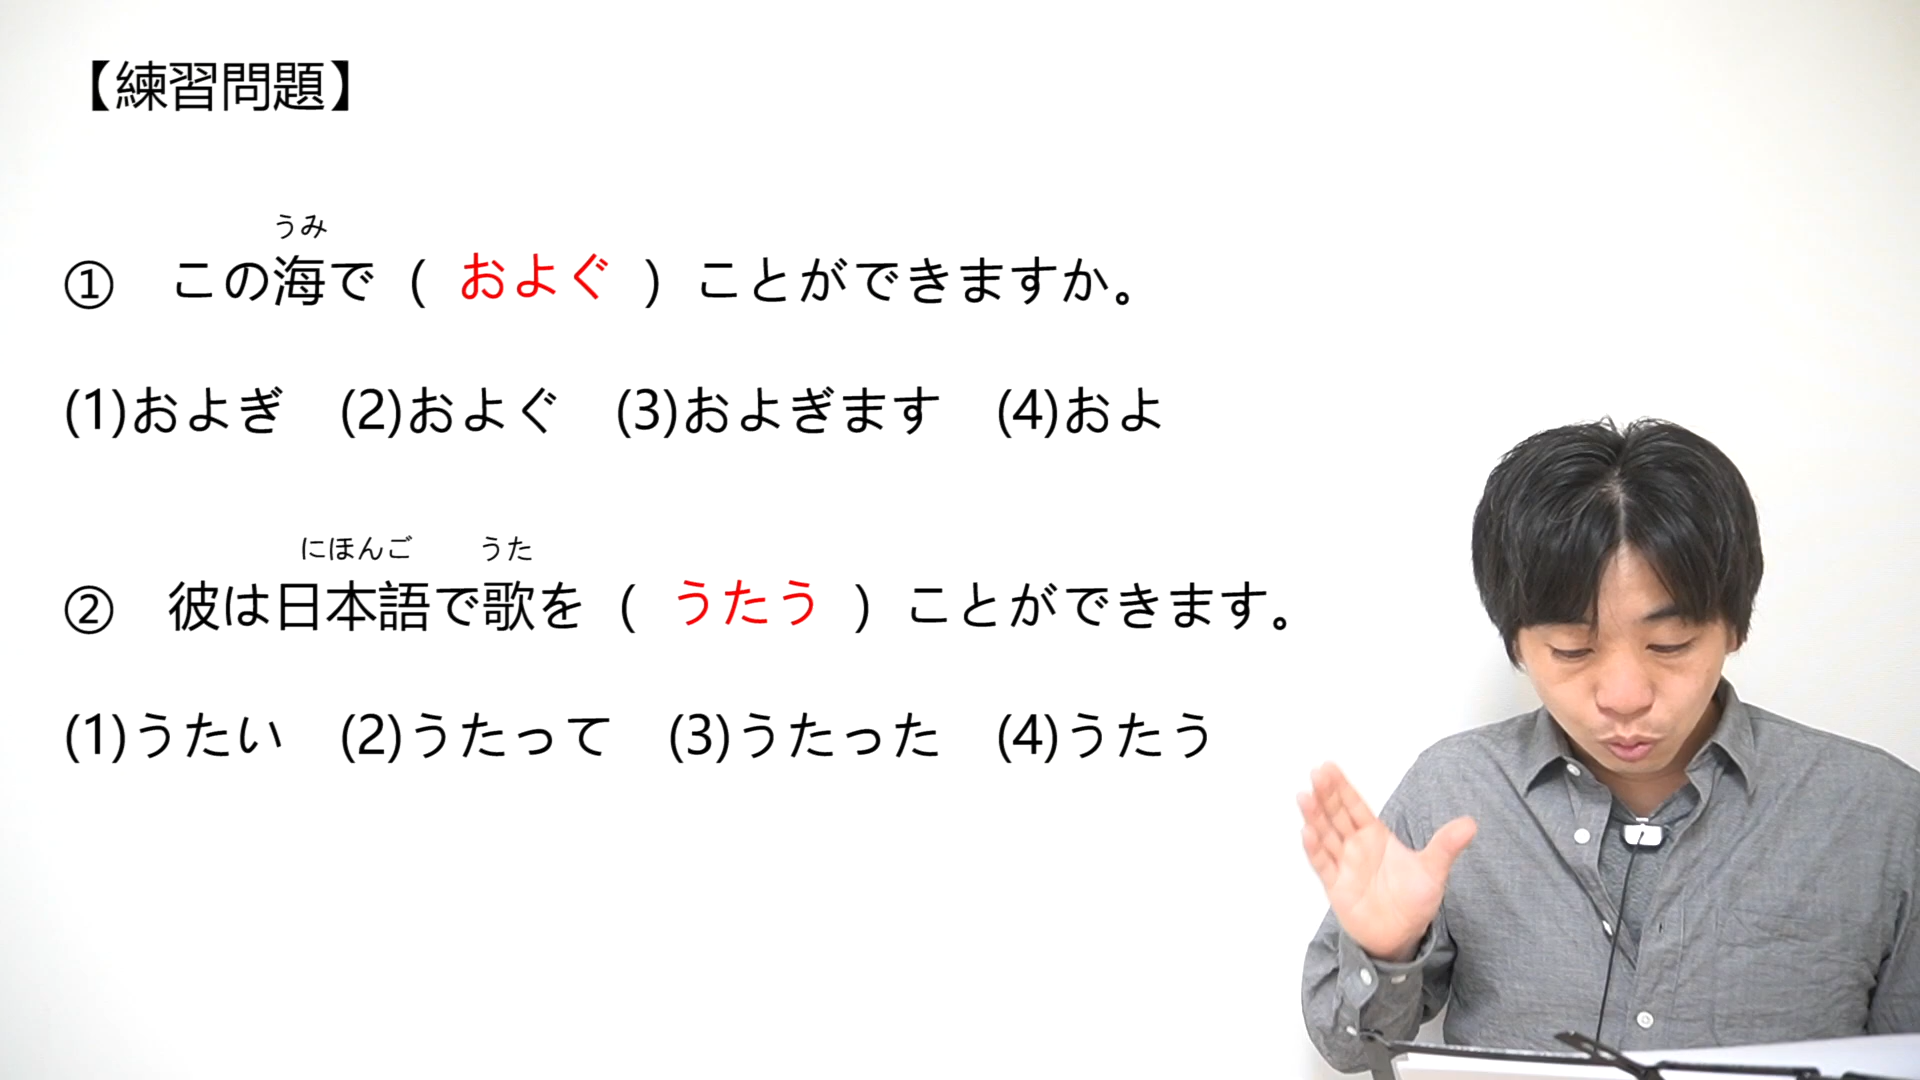 【練習問題】
うみ
① この海で（ およぐ ）ことができますか。
(1)およぎ (2)およぐ (3)およぎます (4)およ
にほんご うた
② 彼は日本語で歌を（ うたう ）ことができます。
(1)うたい (2)うたって (3)うたった (4)うたう